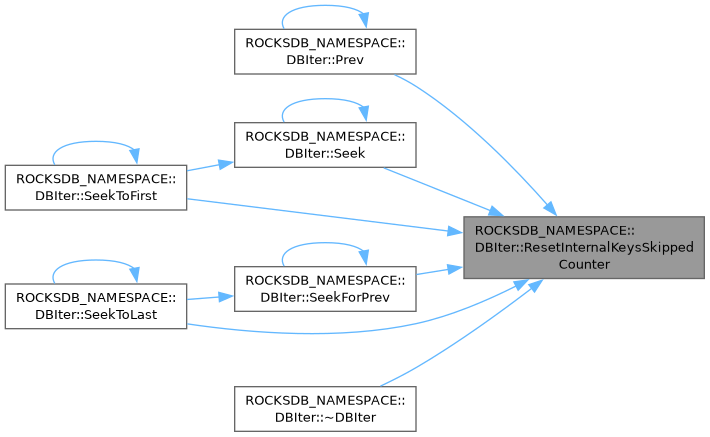 ROCKSDB_NAMESPACE::
DBIter::Prev
ROCKSDB_NAMESPACE::
DBIter::Seek
ROCKSDB_NAMESPACE::
DBIter::SeekToFirst
ROCKSDB_NAMESPACE::
DBIter::ResetInternalKeysSkipped
Counter
ROCKSDB_NAMESPACE::
DBIter::SeekForPrev
ROCKSDB_NAMESPACE::
DBIter::SeekToLast
ROCKSDB_NAMESPACE::
DBIter::~DBIter